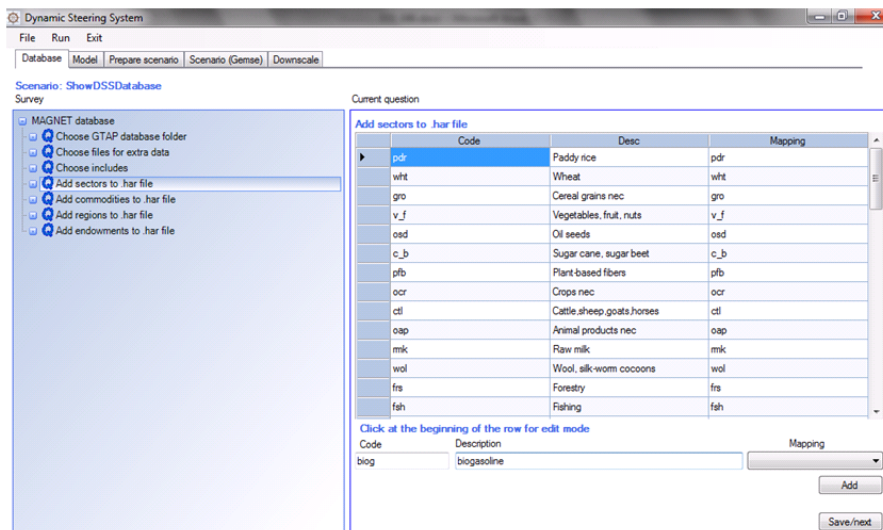 Dynamic Steering System
File Run Exit
Database Model Prepare scenario Scenario (Gemse) Downscale
Scenario: ShowDSSDatabase
Survey
MAGNET database
Choose GTAP database folder
Choose files for extra data
Choose includes
Add sectors to .har file
Add commodities to .har file
Add regions to .har file
Add endowments to .har file
Current question
Add sectors to .har file
Code Desc Mapping
pdr Paddy rice pdr
wht Wheat wht
gro Cereal grains nec gro
v_f Vegetables, fruit, nuts v_f
osd Oil seeds osd
c_b Sugar cane, sugar beet c_b
pfb Plant-based fibers pfb
ocr Crops nec ocr
ctl Cattle,sheep,goats,horses ctl
oap Animal products nec oap
rmk Raw milk rmk
wol Wool, silk-worm cocoons wol
frs Forestry frs
fsh Fishing fsh
Click at the beginning of the row for edit mode
Code Description Mapping
biog biogasoline
Add
Save/next